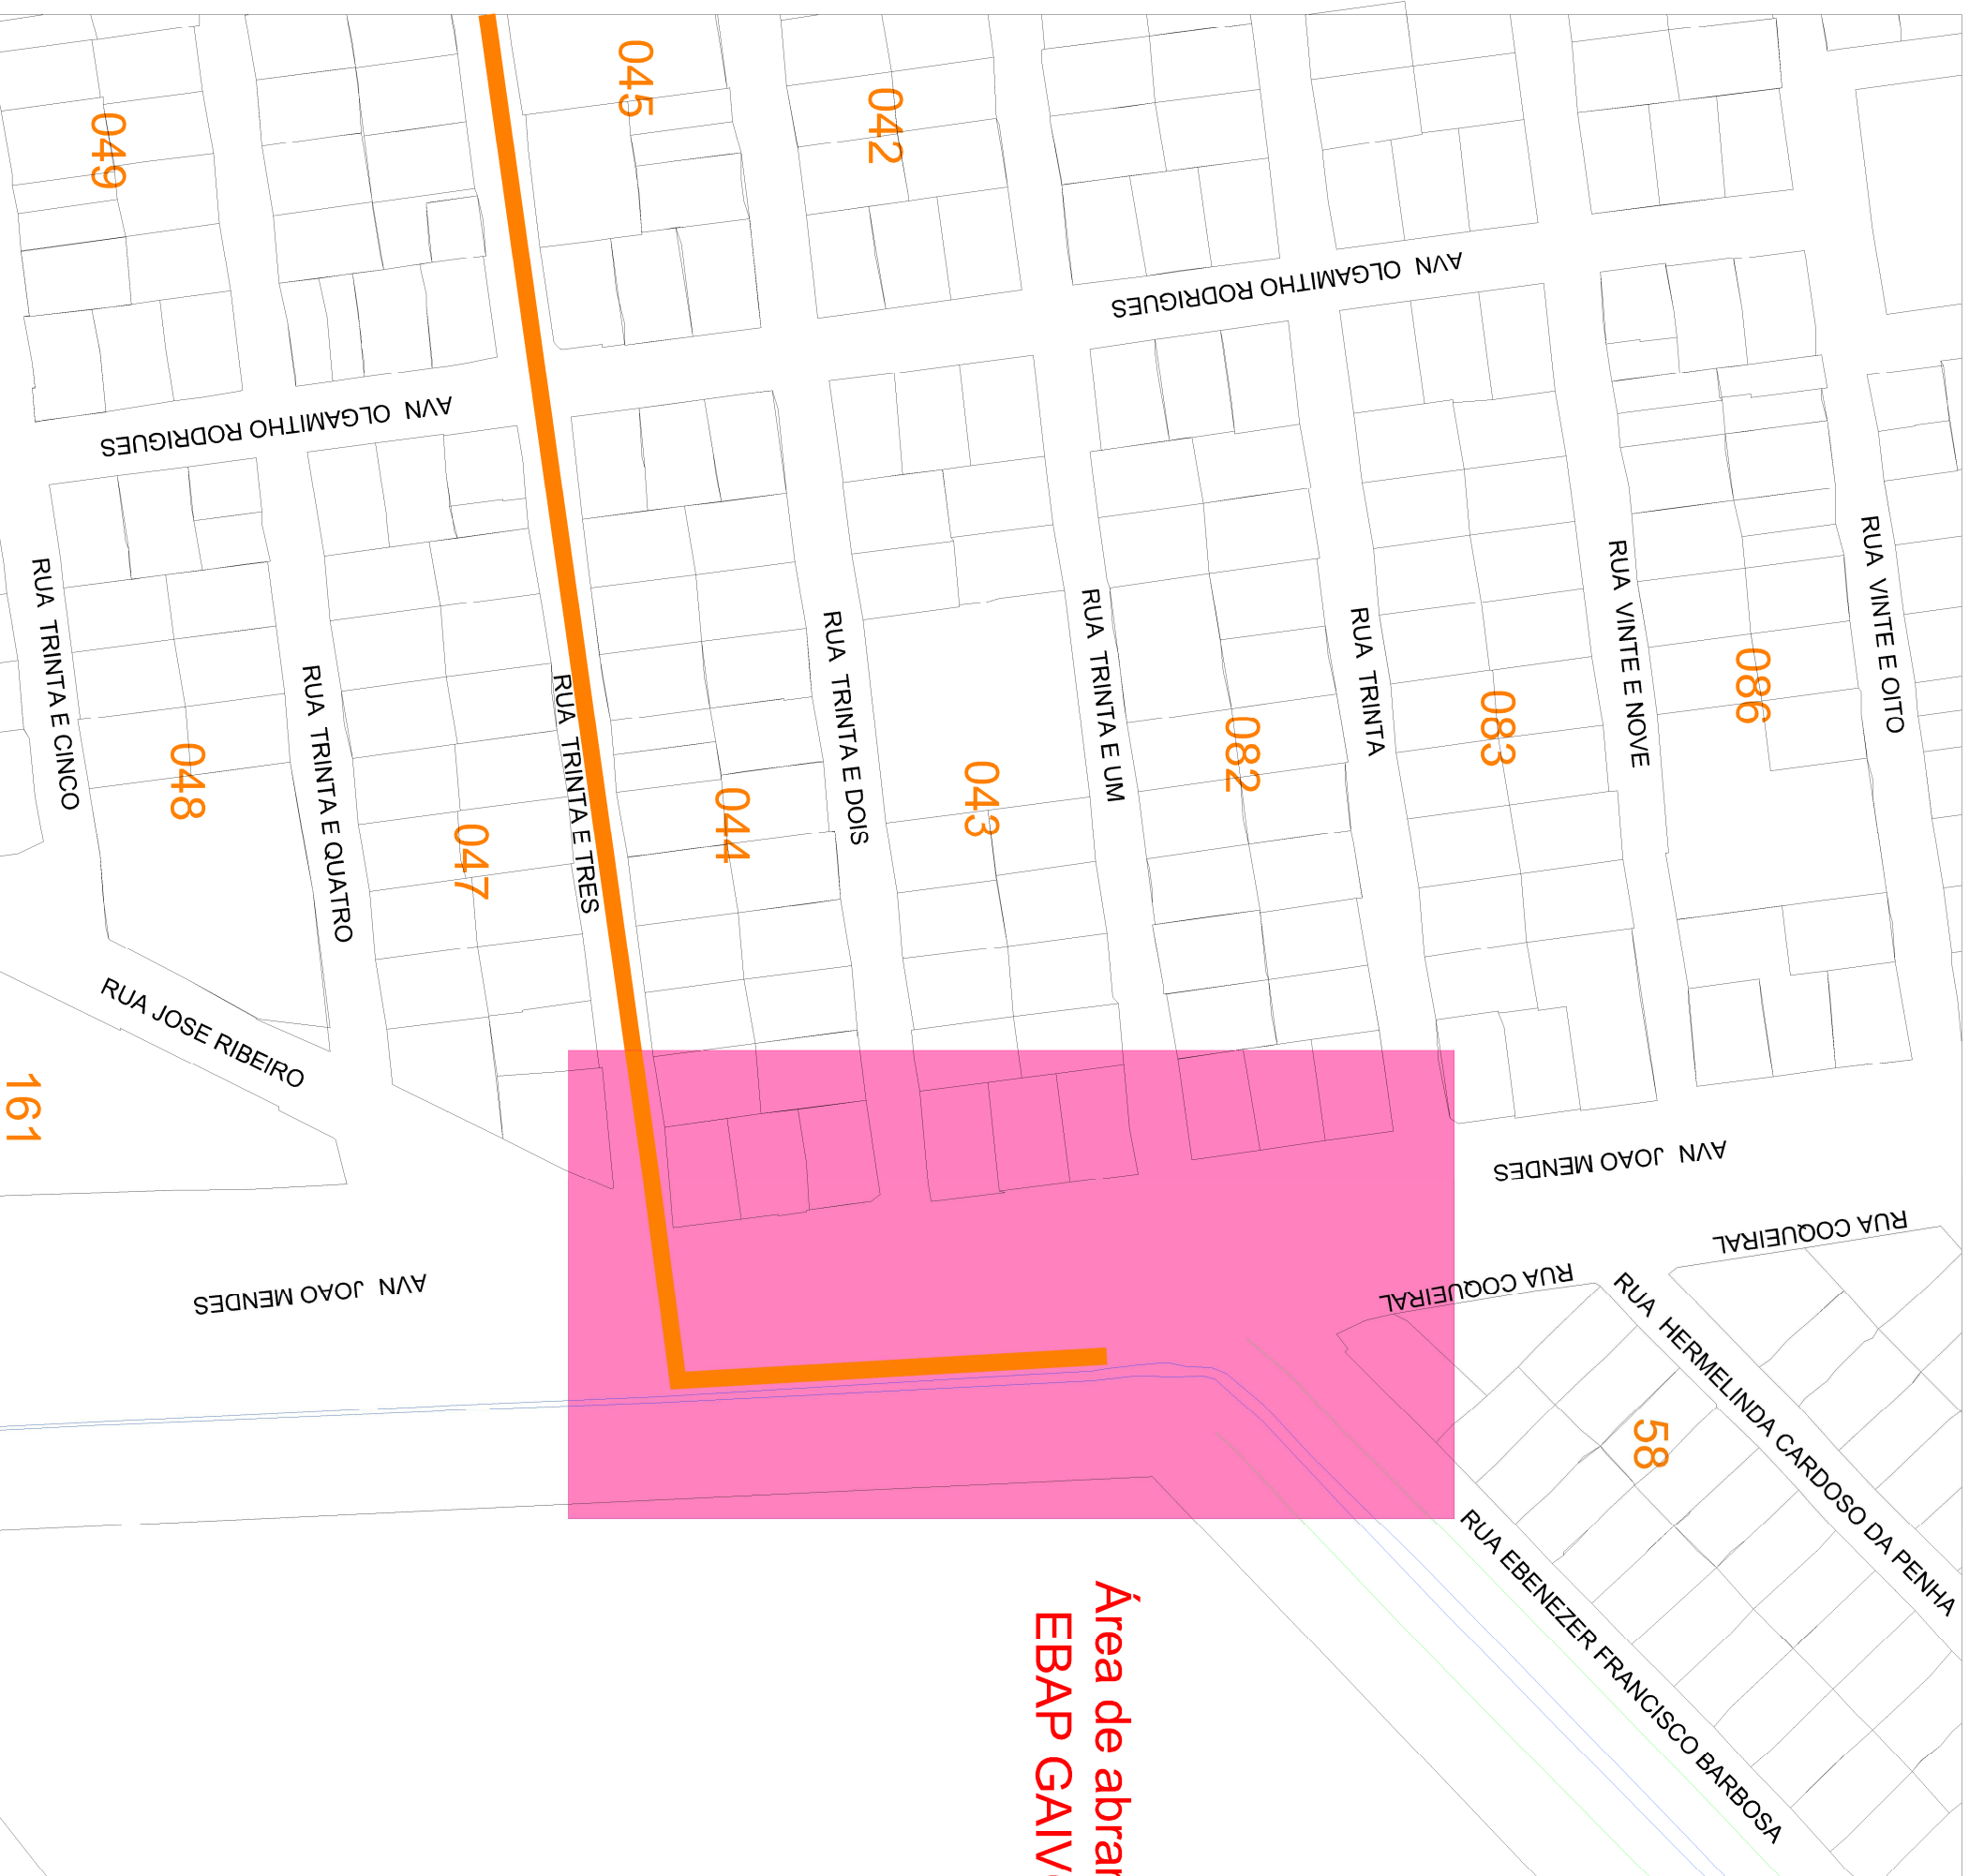 045
042
049
AVN  OLGAMITHO RODRIGUES
AVN  OLGAMITHO RODRIGUES
RUA  TRINTA E CINCO
RUA  TRINTA E QUATRO
RUA  TRINTA E TRES
RUA  TRINTA E DOIS
RUA  TRINTA E UM
RUA  TRINTA
RUA  VINTE E NOVE
RUA  VINTE E OITO
048
047
044
043
082
083
086
RUA JOSE RIBEIRO
161
AVN  JOAO MENDES
AVN  JOAO MENDES
RUA COQUEIRAL
RUA COQUEIRAL
RUA  HERMELINDA CARDOSO DA PENHA
58
RUA EBENEZER FRANCISCO BARBOSA
Área de abran
EBAP GAIV